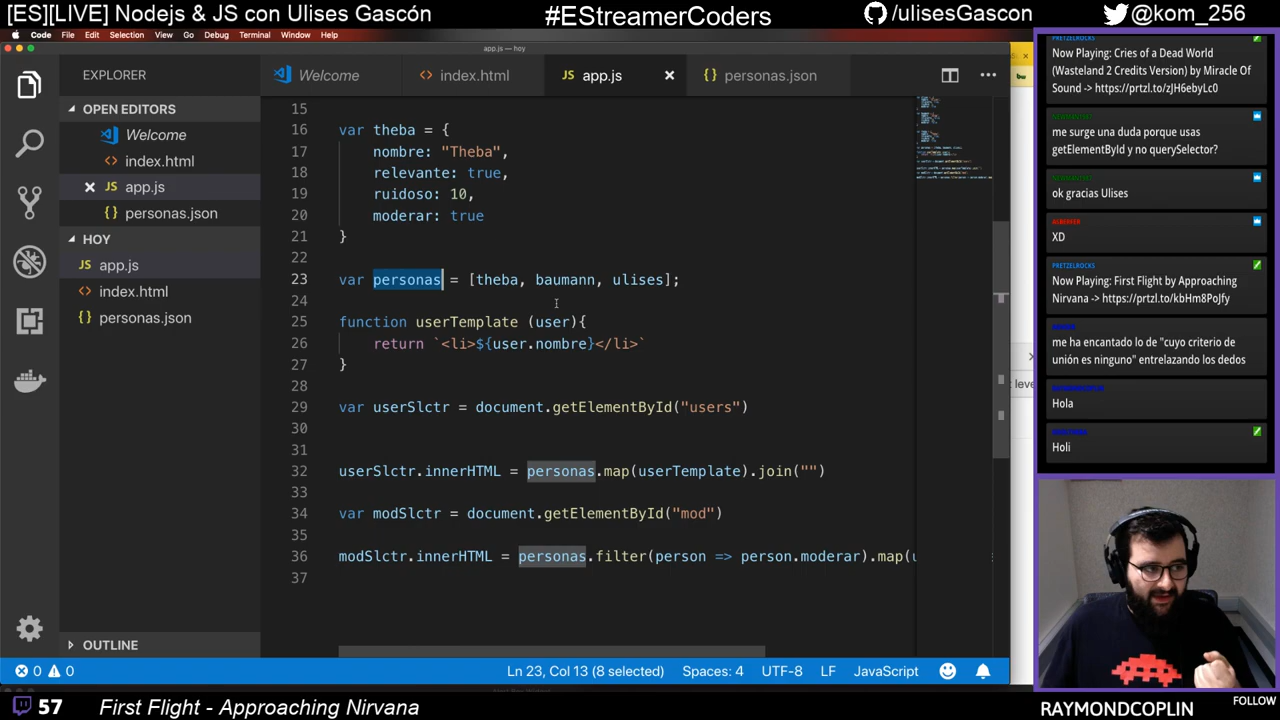 [ES][LIVE] Nodejs & JS con Ulises Gascón
#EStreamerCoders
/ulisesGascon
@kom_256
Code File Edit Selection View Go Debug Terminal Window Help
app.js — hoy
EXPLORER
OPEN EDITORS
Welcome
index.html
app.js
personas.json
HOY
app.js
index.html
personas.json
OUTLINE
Welcome
index.html
app.js
personas.json
15
16 var theba = {
17 nombre: "Theba",
18 relevante: true,
19 ruidoso: 10,
20 moderar: true
21 }
22
23 var personas = [theba, baumann, ulises];
24
25 function userTemplate (user){
26 return `<li>${user.nombre}</li>`
27 }
28
29 var userSlctr = document.getElementById("users")
30
31
32 userSlctr.innerHTML = personas.map(userTemplate).join("")
33
34 var modSlctr = document.getElementById("mod")
35
36 modSlctr.innerHTML = personas.filter(person => person.moderar).map(u
37
0 0
Ln 23, Col 13 (8 selected)
Spaces: 4
UTF-8
LF
JavaScript
PRETZELROCKS
Now Playing: Cries of a Dead World
(Wasteland 2 Credits Version) by Miracle Of
Sound -> https://prtzl.to/zJH6ebyLc0
me surge una duda porque usas
getElementById y no querySelector?
ok gracias Ulises
XD
PRETZELROCKS
Now Playing: First Flight by Approaching
Nirvana -> https://prtzl.to/kbHm8PoJfy
me ha encantado lo de "cuyo criterio de
unión es ninguno" entrelazando los dedos
Hola
Holi
57
First Flight - Approaching Nirvana
RAYMONDCOPLIN
FOLLOW